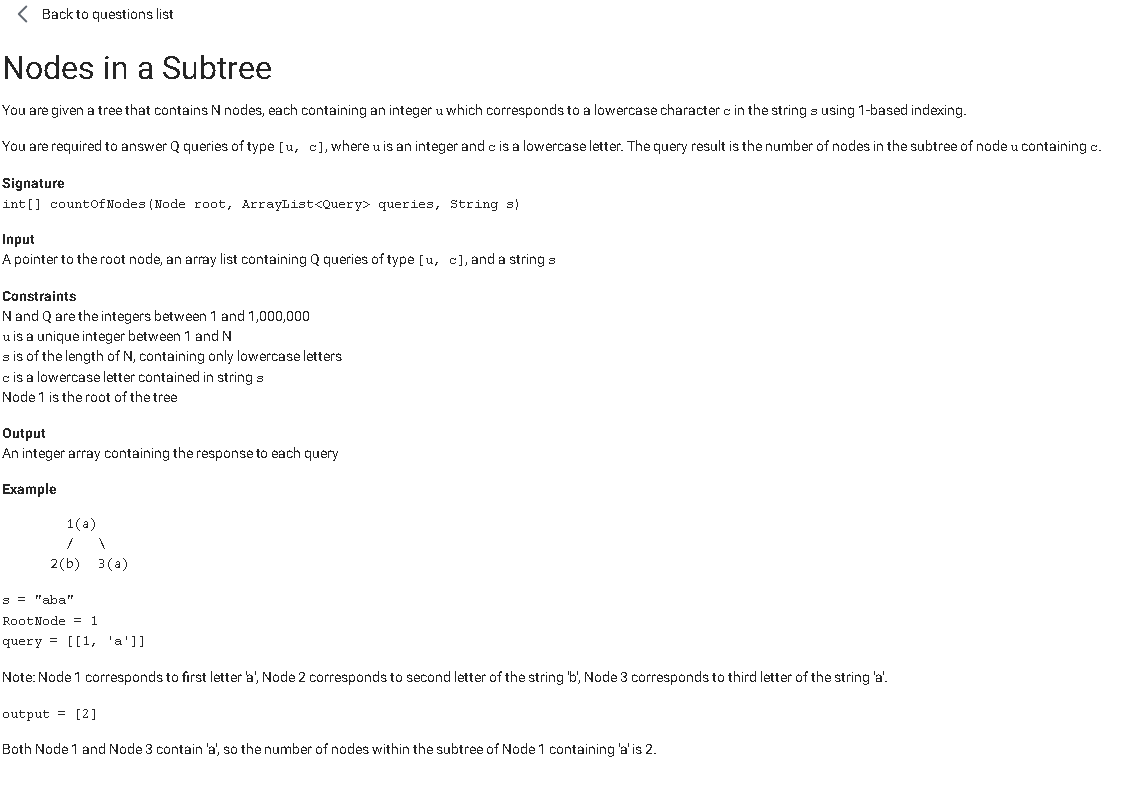 Back to questions list
Nodes in a Subtree
You are given a tree that contains N nodes, each containing an integer u which corresponds to a lowercase character c in the string s using 1-based indexing.
You are required to answer Q queries of type [u, c], where u is an integer and c is a lowercase letter. The query result is the number of nodes in the subtree of node u containing c.
Signature
int[] countOfNodes(Node root, ArrayList<Query> queries, String s)
Input
A pointer to the root node, an array list containing Q queries of type [u, c], and a string s
Constraints
N and Q are the integers between 1 and 1,000,000
u is a unique integer between 1 and N
s is of the length of N, containing only lowercase letters
c is a lowercase letter contained in string s
Node 1 is the root of the tree
Output
An integer array containing the response to each query
Example
1(a)
/   \
2(b)  3(a)
s = "aba"
RootNode = 1
query = [[1, 'a']]
Note: Node 1 corresponds to first letter 'a', Node 2 corresponds to second letter of the string 'b', Node 3 corresponds to third letter of the string 'a'.
output = [2]
Both Node 1 and Node 3 contain 'a', so the number of nodes within the subtree of Node 1 containing 'a' is 2.